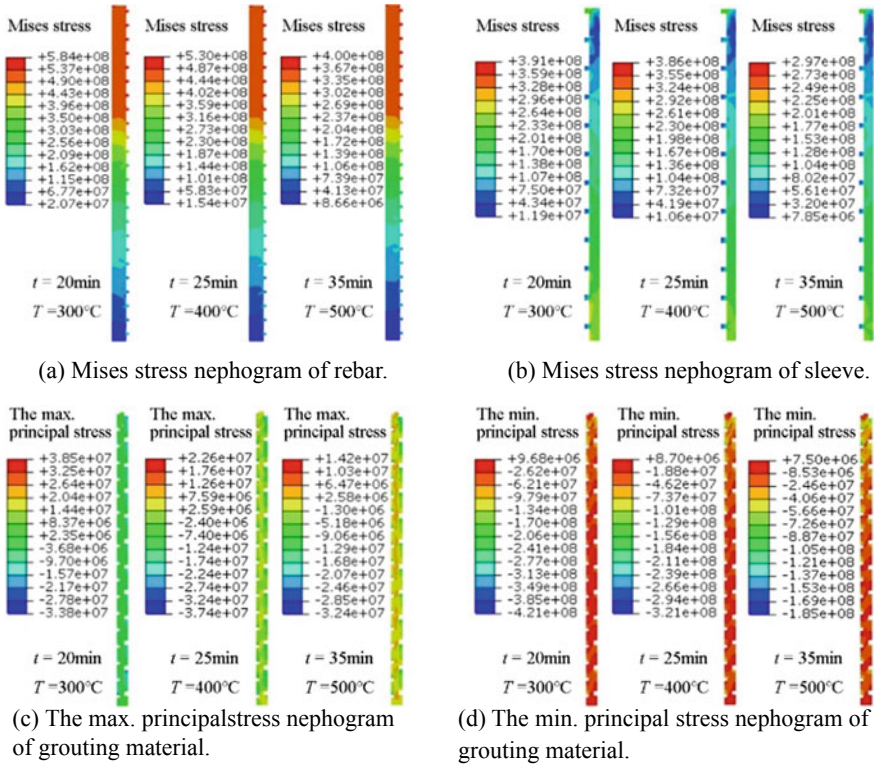 Mises stress
+5.84e+08
+5.37e+08
+4.90e+08
+4.43e+08
+3.96e+08
+3.50e+08
+3.03e+08
+2.56e+08
+2.09e+08
+1.62e+08
+1.15e+08
+6.77e+07
+2.07e+07
t = 20min
T =300°C
Mises stress
+5.30e+08
+4.87e+08
+4.44e+08
+4.02e+08
+3.59e+08
+3.16e+08
+2.73e+08
+2.30e+08
+1.87e+08
+1.44e+08
+1.01e+08
+5.83e+07
+1.54e+07
t = 25min
T =400°C
Mises stress
+4.00e+08
+3.67e+08
+3.35e+08
+3.02e+08
+2.69e+08
+2.37e+08
+2.04e+08
+1.72e+08
+1.39e+08
+1.06e+08
+7.39e+07
+4.13e+07
+8.66e+06
t = 35min
T =500°C
(a) Mises stress nephogram of rebar.
Mises stress
+3.91e+08
+3.59e+08
+3.28e+08
+2.96e+08
+2.64e+08
+2.33e+08
+2.01e+08
+1.70e+08
+1.38e+08
+1.07e+08
+7.50e+07
+4.34e+07
+1.19e+07
t = 20min
T =300°C
Mises stress
+3.86e+08
+3.55e+08
+3.24e+08
+2.92e+08
+2.61e+08
+2.30e+08
+1.98e+08
+1.67e+08
+1.36e+08
+1.04e+08
+7.32e+07
+4.19e+07
+1.06e+07
t = 25min
T =400°C
Mises stress
+2.97e+08
+2.73e+08
+2.49e+08
+2.25e+08
+2.01e+08
+1.77e+08
+1.53e+08
+1.28e+08
+1.04e+08
+8.02e+07
+5.61e+07
+3.20e+07
+7.85e+06
t = 35min
T =500°C
(b) Mises stress nephogram of sleeve.
The max.
principal stress
+3.85e+07
+3.25e+07
+2.64e+07
+2.04e+07
+1.44e+07
+8.37e+06
+2.35e+06
-3.68e+06
-9.70e+06
-1.57e+07
-2.17e+07
-2.78e+07
-3.38e+07
t = 20min
T =300°C
The max.
principal stress
+2.26e+07
+1.76e+07
+1.26e+07
+7.59e+06
+2.59e+06
-2.40e+06
-7.40e+06
-1.24e+07
-1.74e+07
-2.24e+07
-2.74e+07
-3.24e+07
-3.74e+07
t = 25min
T =400°C
The max.
principal stress
+1.42e+07
+1.03e+07
+6.47e+06
+2.58e+06
-1.30e+06
-5.18e+06
-9.06e+06
-1.29e+07
-1.68e+07
-2.07e+07
-2.46e+07
-2.85e+07
-3.24e+07
t = 35min
T =500°C
(c) The max. principalstress nephogram
of grouting material.
The min.
principal stress
+9.68e+06
-2.62e+07
-6.21e+07
-9.79e+07
-1.34e+08
-1.70e+08
-2.06e+08
-2.41e+08
-2.77e+08
-3.13e+08
-3.49e+08
-3.85e+08
-4.21e+08
t = 20min
T =300°C
The min.
principal stress
+8.70e+06
-1.88e+07
-4.62e+07
-7.37e+07
-1.01e+08
-1.29e+08
-1.56e+08
-1.84e+08
-2.11e+08
-2.39e+08
-2.66e+08
-2.94e+08
-3.21e+08
t = 25min
T =400°C
The min.
principal stress
+7.50e+06
-8.53e+06
-2.46e+07
-4.06e+07
-5.66e+07
-7.26e+07
-8.87e+07
-1.05e+08
-1.21e+08
-1.37e+08
-1.53e+08
-1.69e+08
-1.85e+08
t = 35min
T =500°C
(d) The min. principal stress nephogram of
grouting material.